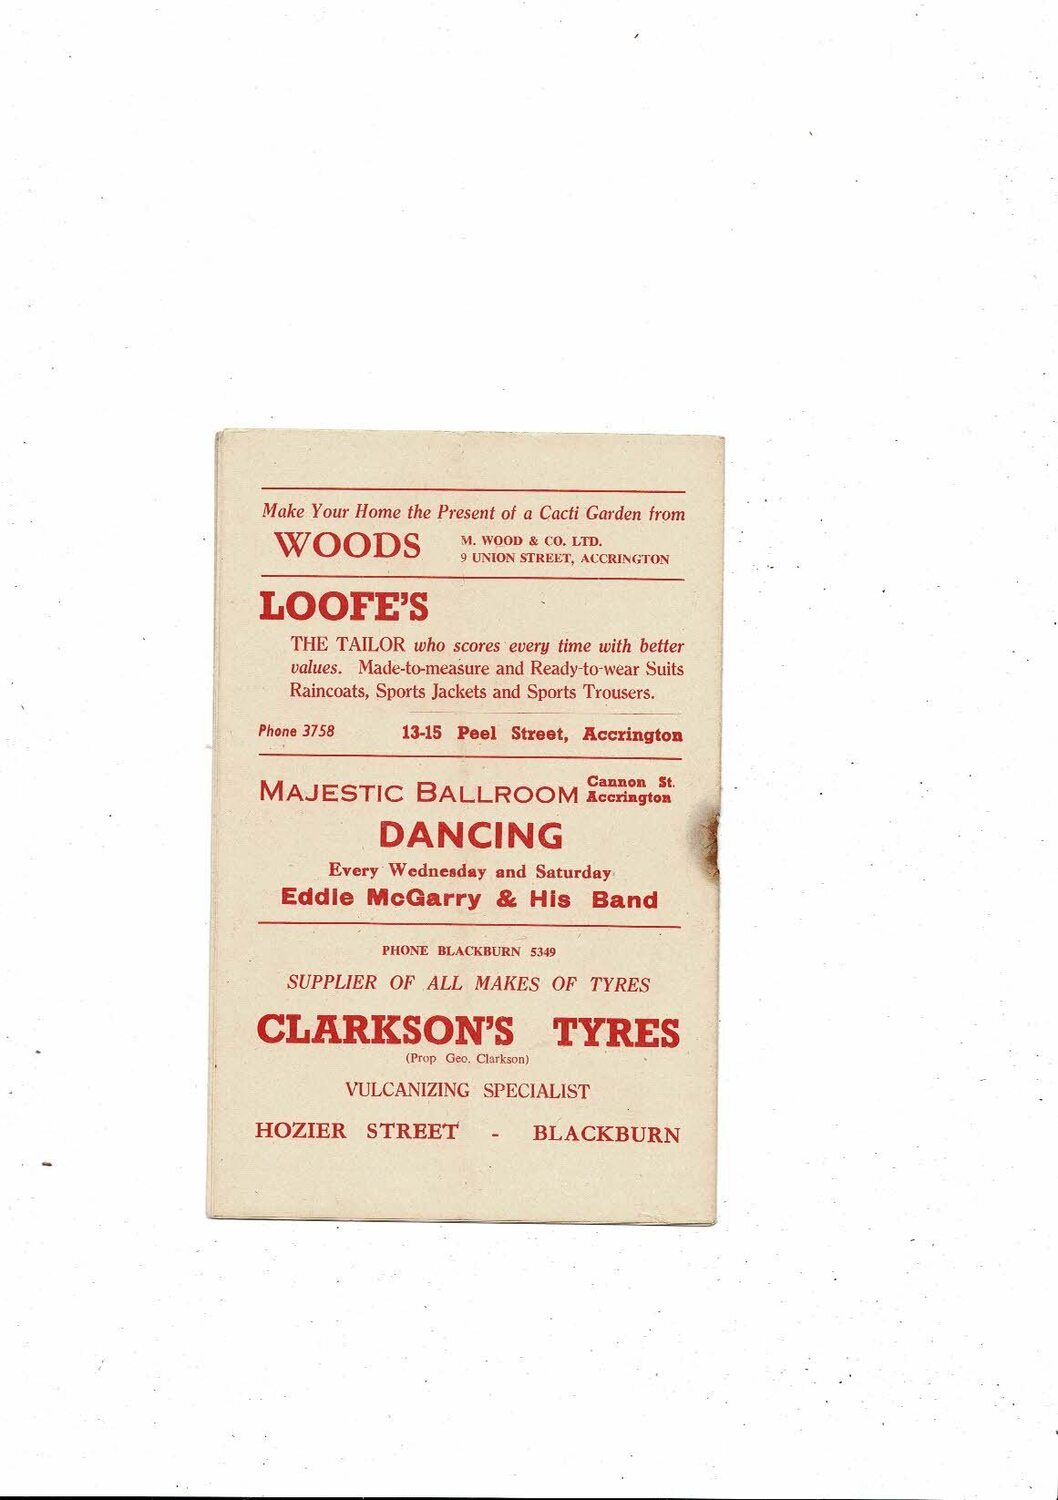 Make Your Home the Present of a Cacti Garden from
WOODS
M. WOOD & CO. LTD.
9 UNION STREET, ACCRINGTON
LOOFE'S
THE TAILOR who scores every time with better
values. Made-to-measure and Ready-to-wear Suits
Raincoats, Sports Jackets and Sports Trousers.
Phone 3758 13-15 Peel Street, Accrington
MAJESTIC BALLROOM Cannon St.
Accrington
DANCING
Every Wednesday and Saturday
Eddie McGarry & His Band
PHONE BLACKBURN 5349
SUPPLIER OF ALL MAKES OF TYRES
CLARKSON'S TYRES
(Prop Geo. Clarkson)
VULCANIZING SPECIALIST
HOZIER STREET - BLACKBURN